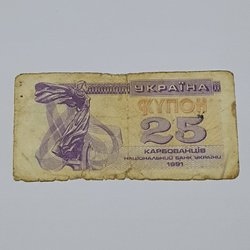 УКРАЇНА
КУПОН
25
КАРБОВАНЦІВ
НАЦІОНАЛЬНИЙ БАНК УКРАЇНИ
1991